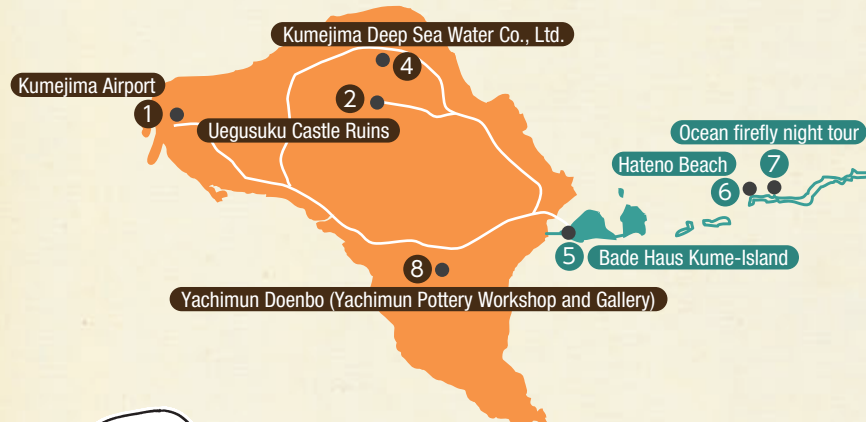 Kumejima Deep Sea Water Co., Ltd.
4
Kumejima Airport
1
2
Uegusuku Castle Ruins
Ocean firefly night tour
7
Hateno Beach
6
5
Bade Haus Kume-Island
8
Yachimun Doenbo (Yachimun Pottery Workshop and Gallery)